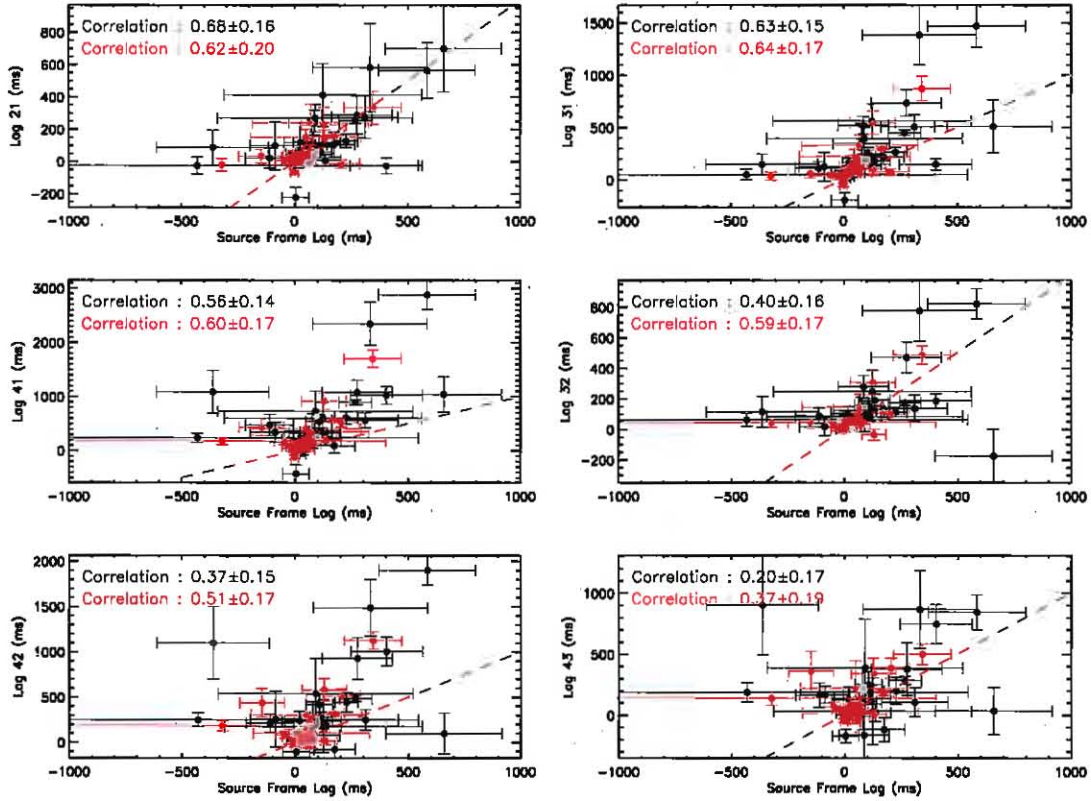 Correlation : 0.68±0.16
Correlation : 0.62±0.20
800
600
400
200
0
-200
Lag 21 (ms)
-1000 -500 0 500 1000
Source Frame Lag (ms)
Correlation : 0.63±0.15
Correlation : 0.64±0.17
1500
1000
500
0
Lag 31 (ms)
-1000 -500 0 500 1000
Source Frame Lag (ms)
Correlation : 0.56±0.14
Correlation : 0.60±0.17
3000
2000
1000
0
Lag 41 (ms)
-1000 -500 0 500 1000
Source Frame Lag (ms)
Correlation : 0.40±0.16
Correlation : 0.59±0.17
800
600
400
200
0
-200
Lag 32 (ms)
-1000 -500 0 500 1000
Source Frame Lag (ms)
Correlation : 0.37±0.15
Correlation : 0.51±0.17
2000
1500
1000
500
0
Lag 42 (ms)
-1000 -500 0 500 1000
Source Frame Lag (ms)
Correlation : 0.20±0.17
Correlation : 0.37±0.19
1000
500
0
Lag 43 (ms)
-1000 -500 0 500 1000
Source Frame Lag (ms)